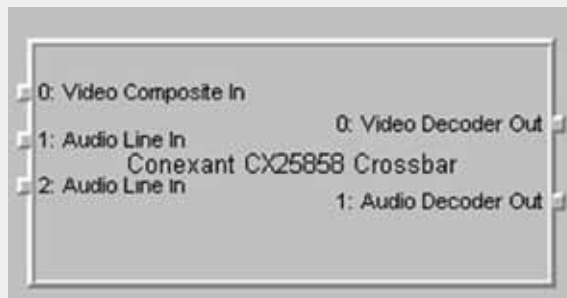 0: Video Composite In
0: Video Decoder Out
1: Audio Line In
Conexant CX25858 Crossbar
2: Audio Line In
1: Audio Decoder Out